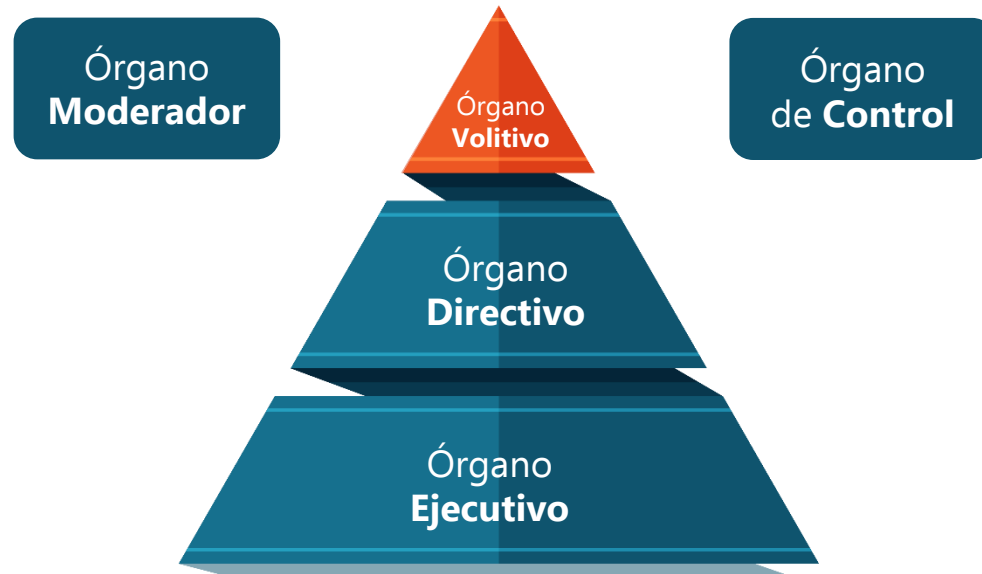 Órgano
Moderador
Órgano
Volitivo
Órgano
de Control
Órgano
Directivo
Órgano
Ejecutivo